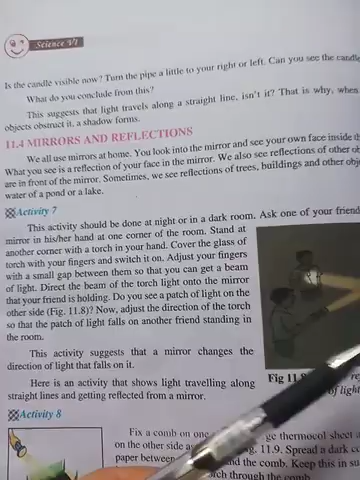 Science VI
Is the candle visible now? Turn the pipe a little to your right or left. Can you see the candle
What do you conclude from this?
This suggests that light travels along a straight line, isn't it? That is why, when
objects obstruct it, a shadow forms.
11.4 MIRRORS AND REFLECTIONS
We all use mirrors at home. You look into the mirror and see your own face inside th
What you see is a reflection of your face in the mirror. We also see reflections of other ob
are in front of the mirror. Sometimes, we see reflections of trees, buildings and other obje
water of a pond or a lake.
Activity 7
This activity should be done at night or in a dark room. Ask one of your friend
mirror in his/her hand at one corner of the room. Stand at
another corner with a torch in your hand. Cover the glass of
torch with your fingers and switch it on. Adjust your fingers
with a small gap between them so that you can get a beam
of light. Direct the beam of the torch light onto the mirror
that your friend is holding. Do you see a patch of light on the
other side (Fig. 11.8)? Now, adjust the direction of the torch
so that the patch of light falls on another friend standing in
the room.
This activity suggests that a mirror changes the
direction of light that falls on it.
Here is an activity that shows light travelling along
straight lines and getting reflected from a mirror.
Fig 11.8
of light
Activity 8
Fix a comb on one ge thermocol sheet a
on the other side g. 11.9. Spread a dark co
paper between nd the comb. Keep this in su
rch through the comb.